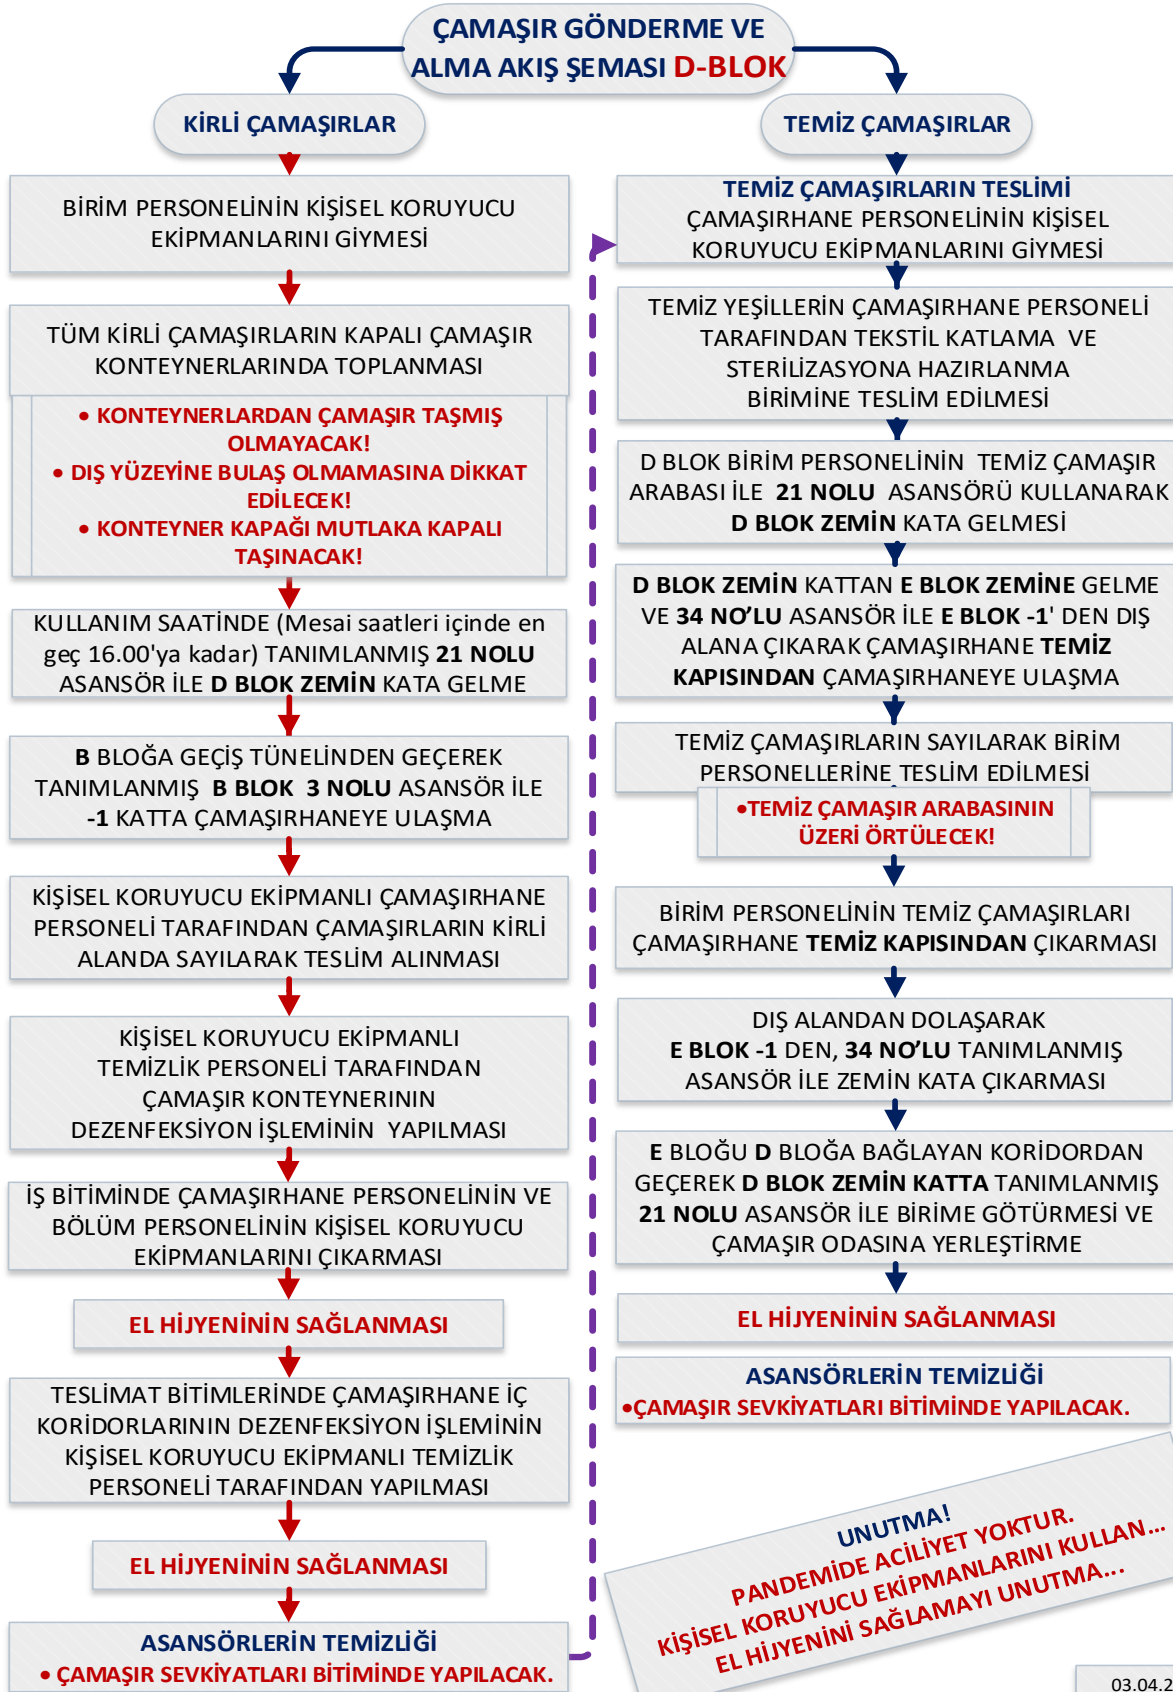 ÇAMAŞIR GÖNDERME VE
ALMA AKIŞ ŞEMASI D-BLOK
KİRLİ ÇAMAŞIRLAR
BİRİM PERSONELİNİN KİŞİSEL KORUYUCU
EKİPMANLARINI GİYMESİ
TÜM KİRLİ ÇAMAŞIRLARIN KAPALI ÇAMAŞIR
KONTEYNERLARINDA TOPLANMASI
• KONTEYNERLARDAN ÇAMAŞIR TAŞMIŞ
OLMAYACAK!
• DIŞ YÜZEYİNE BULAŞ OLMAMASINA DİKKAT
EDİLECEK!
• KONTEYNER KAPAĞI MUTLAKA KAPALI
TAŞINACAK!
KULLANIM SAATİNDE (Mesai saatleri içinde en
geç 16.00'ya kadar) TANIMLANMIŞ 21 NOLU
ASANSÖR İLE D BLOK ZEMİN KATA GELME
B BLOĞA GEÇİŞ TÜNELİNDEN GEÇEREK
TANIMLANMIŞ B BLOK 3 NOLU ASANSÖR İLE
-1 KATTA ÇAMAŞIRHANEYE ULAŞMA
KİŞİSEL KORUYUCU EKİPMANLI ÇAMAŞIRHANE
PERSONELİ TARAFINDAN ÇAMAŞIRLARIN KİRLİ
ALANDA SAYILARAK TESLİM ALINMASI
KİŞİSEL KORUYUCU EKİPMANLI
TEMİZLİK PERSONELİ TARAFINDAN
ÇAMAŞIR KONTEYNERININ
DEZENFEKSİYON İŞLEMİNİN YAPILMASI
İŞ BİTİMİNDE ÇAMAŞIRHANE PERSONELİNİN VE
BÖLÜM PERSONELİNİN KİŞİSEL KORUYUCU
EKİPMANLARINI ÇIKARMASI
EL HİJYENİNİN SAĞLANMASI
TESLİMAT BİTİMLERİNDE ÇAMAŞIRHANE İÇ
KORİDORLARININ DEZENFEKSİYON İŞLEMİNİN
KİŞİSEL KORUYUCU EKİPMANLI TEMİZLİK
PERSONELİ TARAFINDAN YAPILMASI
EL HİJYENİNİN SAĞLANMASI
ASANSÖRLERİN TEMİZLİĞİ
• ÇAMAŞIR SEVKİYATLARI BİTİMİNDE YAPILACAK.
TEMİZ ÇAMAŞIRLAR
TEMİZ ÇAMAŞIRLARIN TESLİMİ
ÇAMAŞIRHANE PERSONELİNİN KİŞİSEL
KORUYUCU EKİPMANLARINI GİYMESİ
TEMİZ YEŞİLLERİN ÇAMAŞIRHANE PERSONELİ
TARAFINDAN TEKSTİL KATLAMA VE
STERİLİZASYONA HAZIRLANMA
BİRİMİNE TESLİM EDİLMESİ
D BLOK BİRİM PERSONELİNİN TEMİZ ÇAMAŞIR
ARABASI İLE 21 NOLU ASANSÖRÜ KULLANARAK
D BLOK ZEMİN KATA GELMESİ
D BLOK ZEMİN KATTAN E BLOK ZEMİNE GELME
VE 34 NO’LU ASANSÖR İLE E BLOK -1' DEN DIŞ
ALANA ÇIKARAK ÇAMAŞIRHANE TEMİZ
KAPISINDAN ÇAMAŞIRHANEYE ULAŞMA
TEMİZ ÇAMAŞIRLARIN SAYILARAK BİRİM
PERSONELLERİNE TESLİM EDİLMESİ
•TEMİZ ÇAMAŞIR ARABASININ
ÜZERİ ÖRTÜLECEK!
BİRİM PERSONELİNİN TEMİZ ÇAMAŞIRLARI
ÇAMAŞIRHANE TEMİZ KAPISINDAN ÇIKARMASI
DIŞ ALANDAN DOLAŞARAK
E BLOK -1 DEN, 34 NO’LU TANIMLANMIŞ
ASANSÖR İLE ZEMİN KATA ÇIKARMASI
E BLOĞU D BLOĞA BAĞLAYAN KORİDORDAN
GEÇEREK D BLOK ZEMİN KATTA TANIMLANMIŞ
21 NOLU ASANSÖR İLE BİRİME GÖTÜRMESİ VE
ÇAMAŞIR ODASINA YERLEŞTİRME
EL HİJYENİNİN SAĞLANMASI
ASANSÖRLERİN TEMİZLİĞİ
•ÇAMAŞIR SEVKİYATLARI BİTİMİNDE YAPILACAK.
UNUTMA!
PANDEMİDE ACİLİYET YOKTUR.
KİŞİSEL KORUYUCU EKİPMANLARINI KULLAN...
EL HİJYENİNİ SAĞLAMAYI UNUTMA...
03.04.2